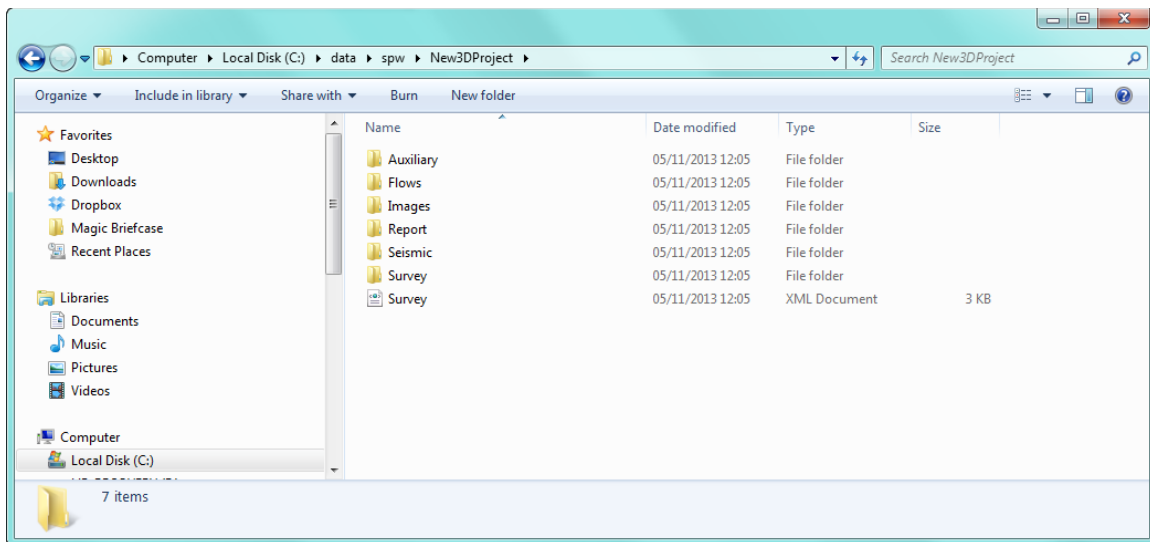 Computer ▸ Local Disk (C:) ▸ data ▸ spw ▸ New3DProject ▸
Search New3DProject
Organize ▾ Include in library ▾ Share with ▾ Burn New folder
Favorites
Desktop
Downloads
Dropbox
Magic Briefcase
Recent Places
Libraries
Documents
Music
Pictures
Videos
Computer
Local Disk (C:)
Name Date modified Type Size
Auxiliary 05/11/2013 12:05 File folder
Flows 05/11/2013 12:05 File folder
Images 05/11/2013 12:05 File folder
Report 05/11/2013 12:05 File folder
Seismic 05/11/2013 12:05 File folder
Survey 05/11/2013 12:05 File folder
Survey 05/11/2013 12:05 XML Document 3 KB
7 items